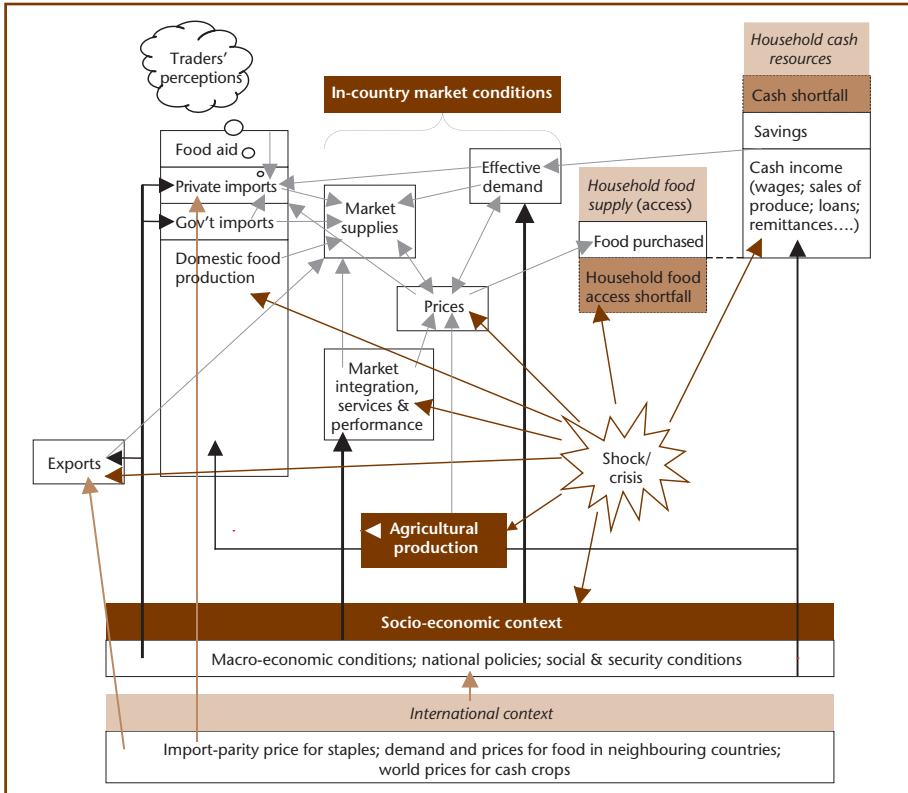 Traders’
perceptions
In-country market conditions
Household cash
resources
Cash shortfall
Savings
Cash income
(wages; sales of
produce; loans;
remittances....)
Food aid
Private imports
Gov’t imports
Domestic food
production
Market
supplies
Effective
demand
Household food
supply (access)
Food purchased
Household food
access shortfall
Prices
Market
integration,
services &
performance
Exports
Shock/
crisis
Agricultural
production
Socio-economic context
Macro-economic conditions; national policies; social & security conditions
International context
Import-parity price for staples; demand and prices for food in neighbouring countries;
world prices for cash crops